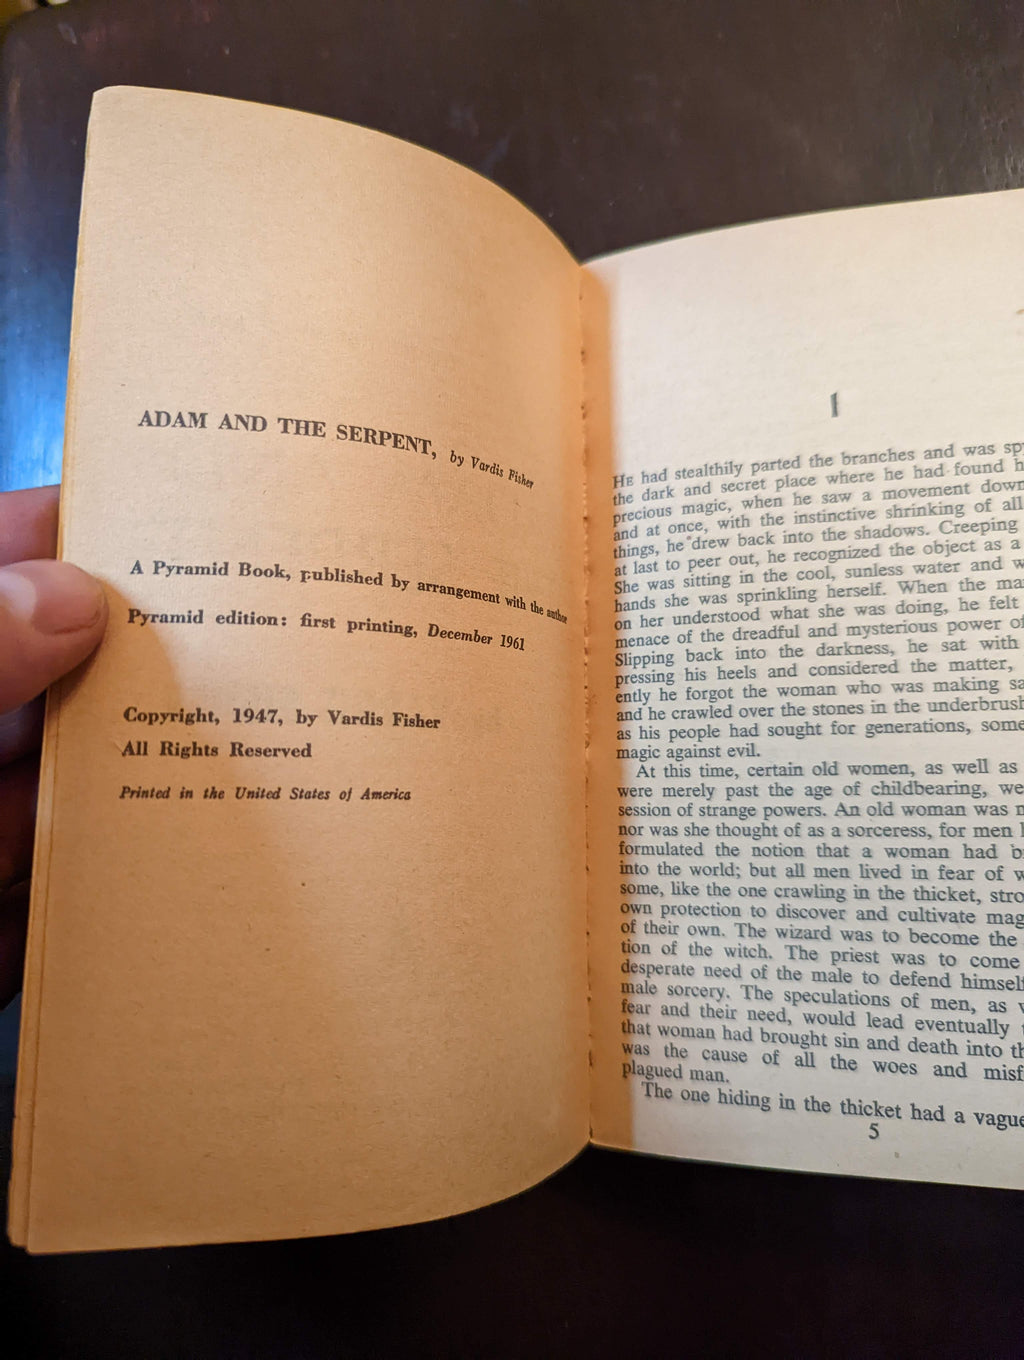 ADAM AND THE SERPENT, by Vardis Fisher
A Pyramid Book, published by arrangement with the author
Pyramid edition: first printing, December 1961
Copyright, 1947, by Vardis Fisher
All Rights Reserved
Printed in the United States of America
1
HE had stealthily parted the branches and was
the dark and secret place where he had found
precious magic, when he saw a movement down
and at once, with the instinctive shrinking of all
things, he drew back into the shadows. Creeping
at last to peer out, he recognized the object as a
She was sitting in the cool, sunless water and
hands she was sprinkling herself. When the
on her understood what she was doing, he felt
menace of the dreadful and mysterious power
Slipping back into the darkness, he sat with
pressing his heels and considered the matter,
ently he forgot the woman who was making
and he crawled over the stones in the underbrush
as his people had sought for generations,
magic against evil.
At this time, certain old women, as well as
were merely past the age of childbearing,
session of strange powers. An old woman was
nor was she thought of as a sorceress, for men
formulated the notion that a woman had
into the world; but all men lived in fear of
some, like the one crawling in the thicket,
own protection to discover and cultivate
of their own. The wizard was to become the
tion of the witch. The priest was to come
desperate need of the male to defend
male sorcery. The speculations of men, as
fear and their need, would lead eventually
that woman had brought sin and death into
was the cause of all the woes and
plagued man.
The one hiding in the thicket had a
5